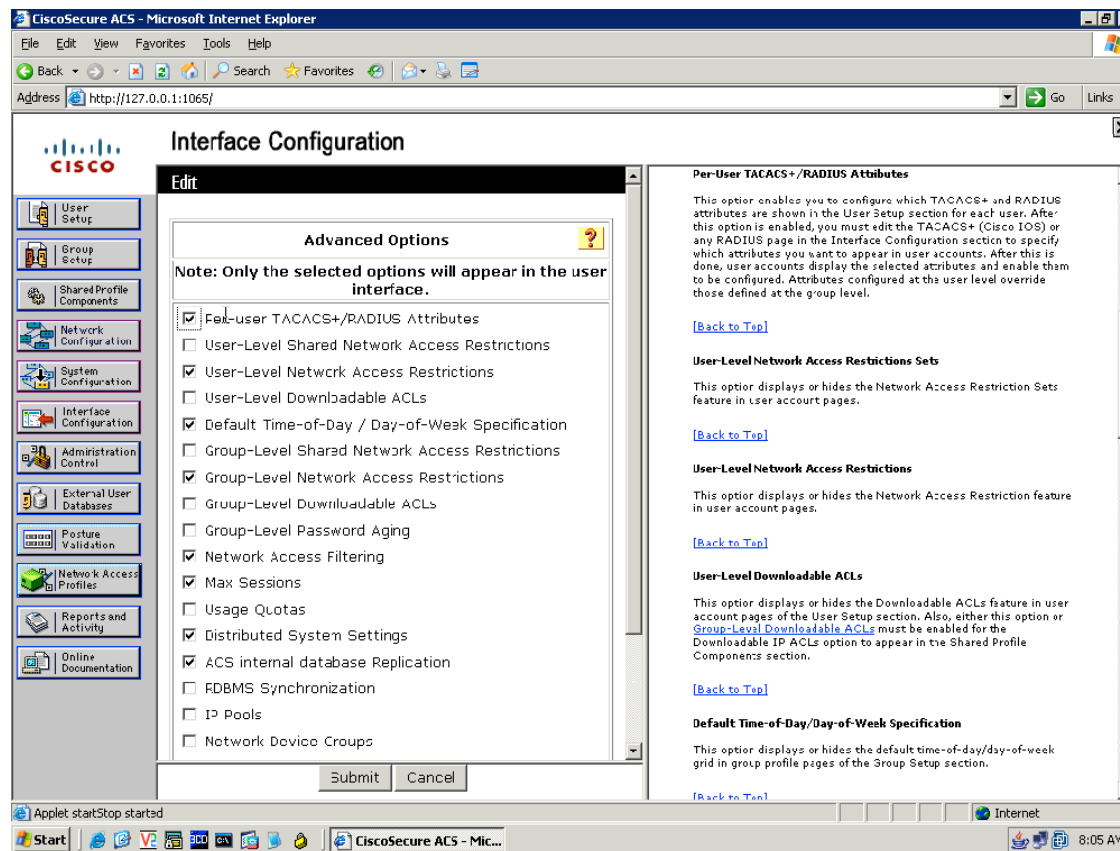 CiscoSecure ACS - Microsoft Internet Explorer
File Edit View Favorites Tools Help
Back Search Favorites
Address http://127.0.0.1:1065/ Go Links
CISCO
Interface Configuration
Edit
User
Setup
Group
Setup
Shared Profile
Components
Network
Configuration
System
Configuration
Interface
Configuration
Administration
Control
External User
Databases
Posture
Validation
Network Access
Profiles
Reports and
Activity
Online
Documentation
Advanced Options
Note: Only the selected options will appear in the user
interface.
Per-user TACACS+/RADIUS Attributes
User-Level Shared Network Access Restrictions
User-Level Network Access Restrictions
User-Level Downloadable ACLs
Default Time-of-Day / Day-of-Week Specification
Group-Level Shared Network Access Restrictions
Group-Level Network Access Restrictions
Group-Level Downloadable ACLs
Group-Level Password Aging
Network Access Filtering
Max Sessions
Usage Quotas
Distributed System Settings
ACS internal database Replication
RDBMS Synchronization
IP Pools
Network Device Groups
Submit Cancel
Per-User TACACS+/RADIUS Attributes
This option enables you to configure which TACACS+ and RADIUS
attributes are shown in the User Setup section for each user. After
this option is enabled, you must edit the TACACS+ (Cisco IOS) or
any RADIUS page in the Interface Configuration section to specify
which attributes you want to appear in user accounts. After this is
done, user accounts display the selected attributes and enable them
to be configured. Attributes configured at the user level override
those defined at the group level.
[Back to Top]
User-Level Network Access Restrictions Sets
This option displays or hides the Network Access Restriction Sets
feature in user account pages.
[Back to Top]
User-Level Network Access Restrictions
This option displays or hides the Network Access Restriction feature
in user account pages.
[Back to Top]
User-Level Downloadable ACLs
This option displays or hides the Downloadable ACLs feature in user
account pages of the User Setup section. Also, either this option or
Group-Level Downloadable ACLs must be enabled for the
Downloadable IP ACLs option to appear in the Shared Profile
Components section.
[Back to Top]
Default Time-of-Day/Day-of-Week Specification
This option displays or hides the default time-of-day/day-of-week
grid in group profile pages of the Group Setup section.
[Back to Top]
Applet startStop started Internet
Start CiscoSecure ACS - Mic... 8:05 AM